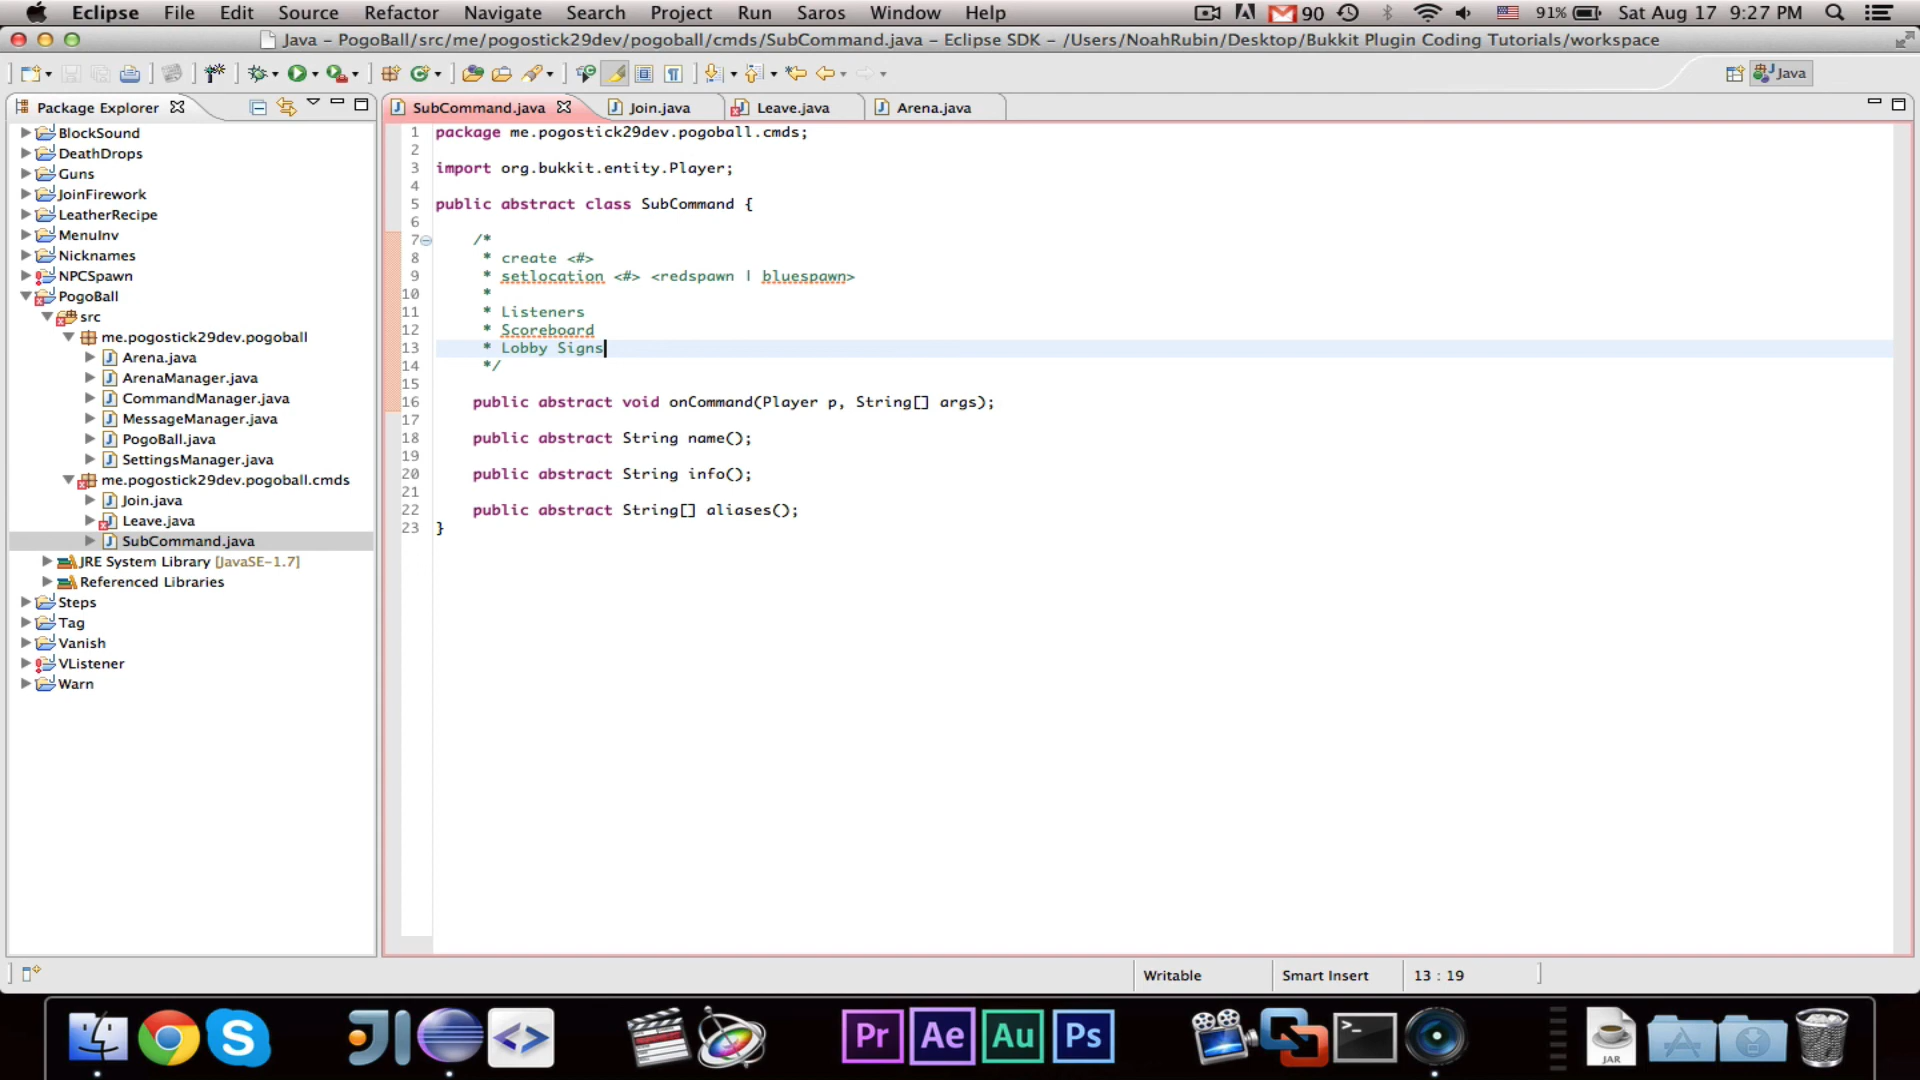 Eclipse File Edit Source Refactor Navigate Search Project Run Saros Window Help 90 91% Sat Aug 17 9:27 PM
Java – PogoBall/src/me/pogostick29dev/pogoball/cmds/SubCommand.java – Eclipse SDK – /Users/NoahRubin/Desktop/Bukkit Plugin Coding Tutorials/workspace
Java
Package Explorer
SubCommand.java Join.java Leave.java Arena.java
BlockSound
DeathDrops
Guns
JoinFirework
LeatherRecipe
MenuInv
Nicknames
NPCSpawn
PogoBall
src
me.pogostick29dev.pogoball
Arena.java
ArenaManager.java
CommandManager.java
MessageManager.java
PogoBall.java
SettingsManager.java
me.pogostick29dev.pogoball.cmds
Join.java
Leave.java
SubCommand.java
JRE System Library [JavaSE-1.7]
Referenced Libraries
Steps
Tag
Vanish
VListener
Warn
1 package me.pogostick29dev.pogoball.cmds;
2
3 import org.bukkit.entity.Player;
4
5 public abstract class SubCommand {
6
7 /*
8 * create <#>
9 * setlocation <#> <redspawn | bluespawn>
10 *
11 * Listeners
12 * Scoreboard
13 * Lobby Signs
14 */
15
16 public abstract void onCommand(Player p, String[] args);
17
18 public abstract String name();
19
20 public abstract String info();
21
22 public abstract String[] aliases();
23 }
Writable Smart Insert 13 : 19
Pr Ae Au Ps
JAR